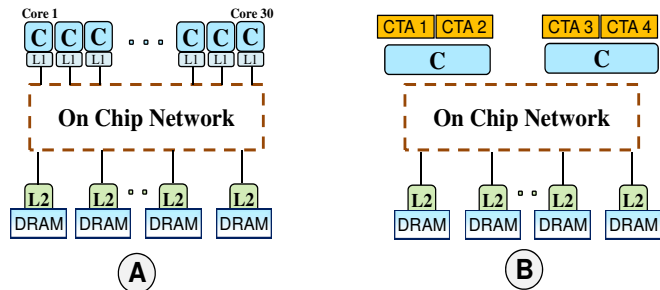 Core 1 Core 30
C C C C C C
L1 L1 L1 L1 L1 L1
On Chip Network
L2 L2 L2 L2
DRAM DRAM DRAM DRAM
A
CTA 1 CTA 2 CTA 3 CTA 4
C C
On Chip Network
L2 L2 L2 L2
DRAM DRAM DRAM DRAM
B